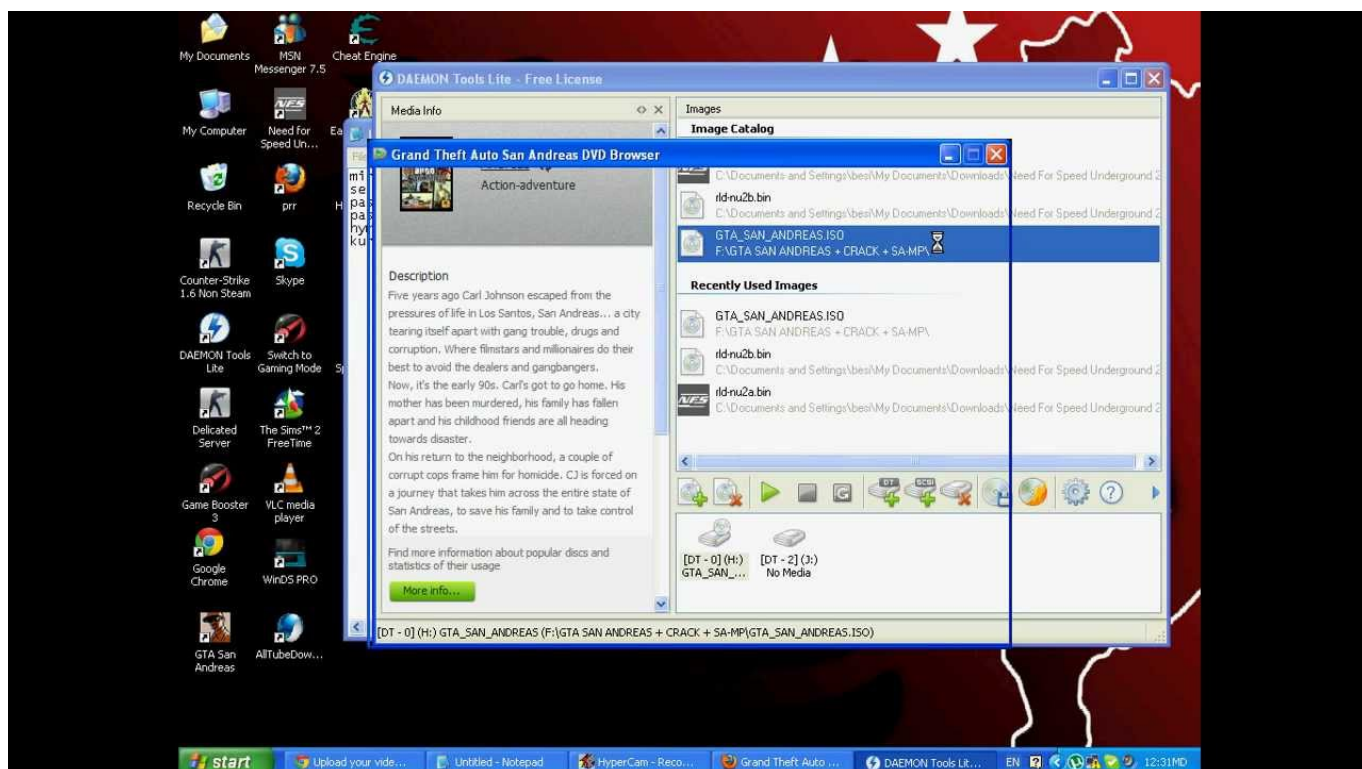 My Documents
MSN
Messenger 7.5
Cheat Engine
My Computer
Need for
Speed Un...
Ea
Recycle Bin
prr
H
Counter-Strike
1.6 Non Steam
Skype
DAEMON Tools
Lite
Switch to
Gaming Mode
Sp
Delicated
Server
The Sims™ 2
FreeTime
Game Booster
3
VLC media
player
Google
Chrome
WinDS PRO
GTA San
Andreas
AllTubeDow...
DAEMON Tools Lite - Free License
Media Info
Images
Image Catalog
Grand Theft Auto San Andreas DVD Browser
Action-adventure
Description
Five years ago Carl Johnson escaped from the
pressures of life in Los Santos, San Andreas... a city
tearing itself apart with gang trouble, drugs and
corruption. Where filmstars and millionaires do their
best to avoid the dealers and gangbangers.
Now, it's the early 90s. Carl's got to go home. His
mother has been murdered, his family has fallen
apart and his childhood friends are all heading
towards disaster.
On his return to the neighborhood, a couple of
corrupt cops frame him for homicide. CJ is forced on
a journey that takes him across the entire state of
San Andreas, to save his family and to take control
of the streets.
Find more information about popular discs and
statistics of their usage
More info...
C:\Documents and Settings\besi\My Documents\Downloads\Need For Speed Underground 2
rld-nu2b.bin
C:\Documents and Settings\besi\My Documents\Downloads\Need For Speed Underground 2
GTA_SAN_ANDREAS.ISO
F:\GTA SAN ANDREAS + CRACK + SA-MP\
Recently Used Images
GTA_SAN_ANDREAS.ISO
F:\GTA SAN ANDREAS + CRACK + SA-MP\
rld-nu2b.bin
C:\Documents and Settings\besi\My Documents\Downloads\Need For Speed Underground 2
rld-nu2a.bin
C:\Documents and Settings\besi\My Documents\Downloads\Need For Speed Underground 2
[DT - 0] (H:)
GTA_SAN_...
[DT - 2] (J:)
No Media
[DT - 0] (H:) GTA_SAN_ANDREAS (F:\GTA SAN ANDREAS + CRACK + SA-MP\GTA_SAN_ANDREAS.ISO)
start
Upload your vide...
Untitled - Notepad
HyperCam - Reco...
Grand Theft Auto ...
DAEMON Tools Lit...
EN
12:31MD